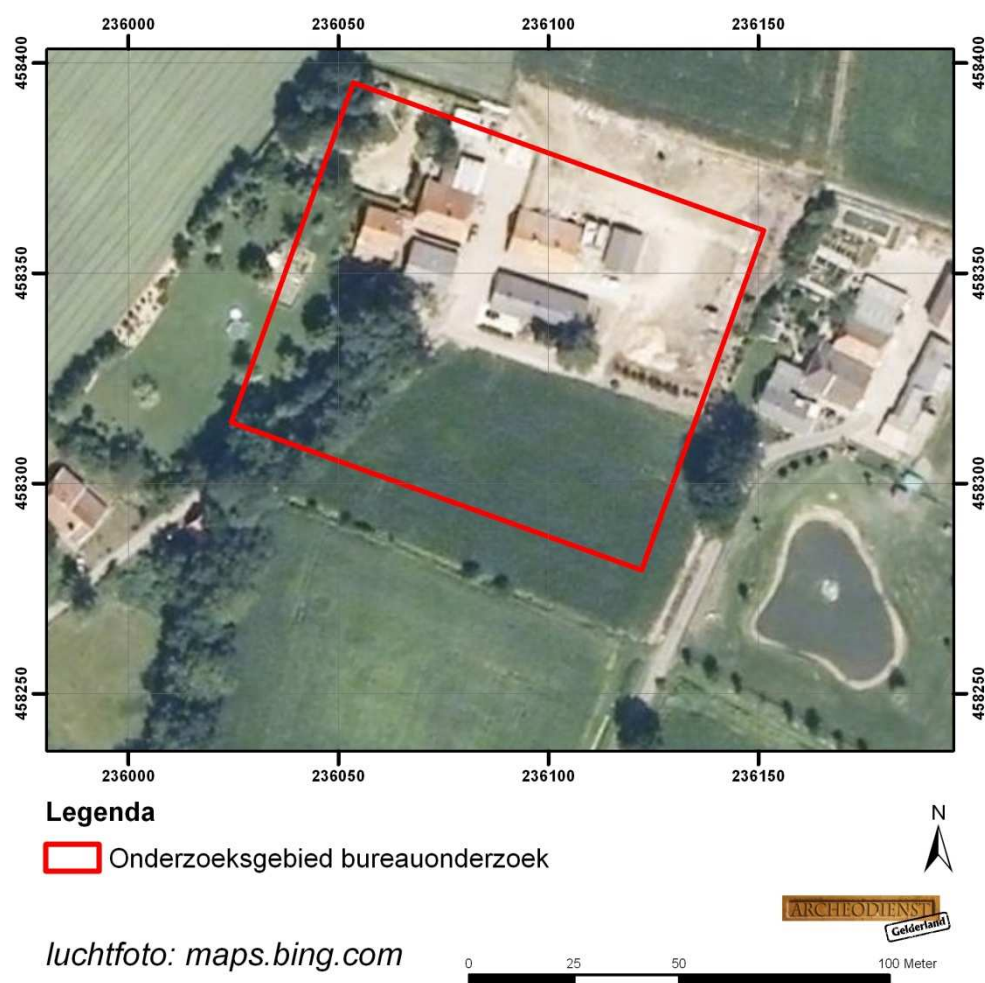 236000 236050 236100 236150
458400 458400
458350 458350
458300 458300
458250 458250
236000 236050 236100 236150
Legenda
N
Onderzoeksgebied bureauonderzoek
ARCHEODIENST
Gelderland
luchtfoto: maps.bing.com
0 25 50 100 Meter